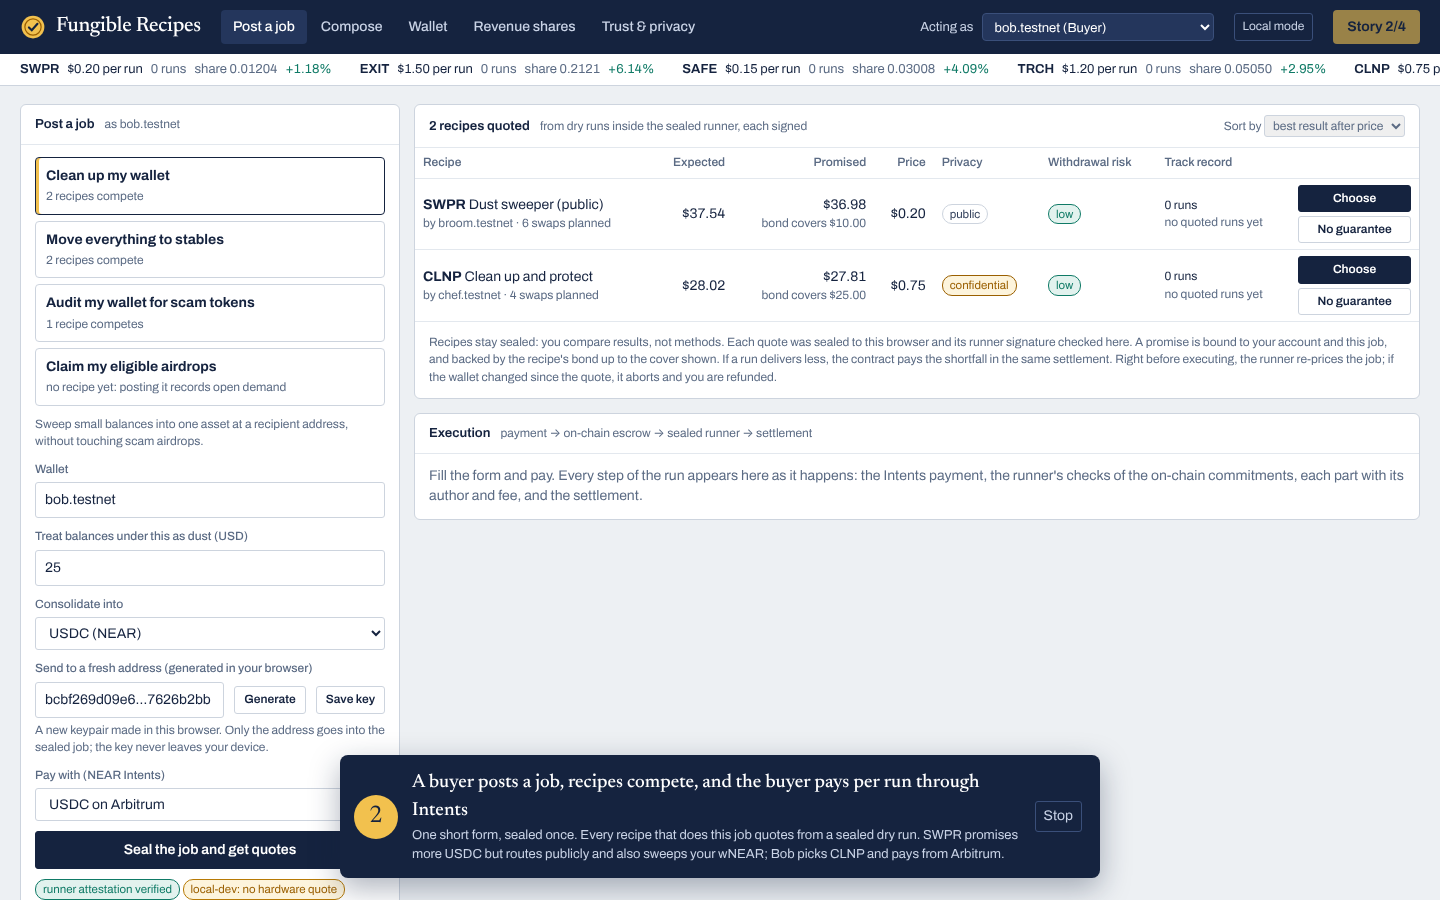 Fungible Recipes
Post a job
Compose
Wallet
Revenue shares
Trust & privacy
Acting as
bob.testnet (Buyer)
Local mode
Story 2/4
SWPR $0.20 per run 0 runs share 0.01204 +1.18%
EXIT $1.50 per run 0 runs share 0.2121 +6.14%
SAFE $0.15 per run 0 runs share 0.03008 +4.09%
TRCH $1.20 per run 0 runs share 0.05050 +2.95%
CLNP $0.75 p
Post a job as bob.testnet
Clean up my wallet
2 recipes compete
Move everything to stables
2 recipes compete
Audit my wallet for scam tokens
1 recipe competes
Claim my eligible airdrops
no recipe yet: posting it records open demand
Sweep small balances into one asset at a recipient address,
without touching scam airdrops.
Wallet
bob.testnet
Treat balances under this as dust (USD)
25
Consolidate into
USDC (NEAR)
Send to a fresh address (generated in your browser)
bcbf269d09e6...7626b2bb
Generate
Save key
A new keypair made in this browser. Only the address goes into the
sealed job; the key never leaves your device.
Pay with (NEAR Intents)
USDC on Arbitrum
Seal the job and get quotes
runner attestation verified
local-dev: no hardware quote
2 recipes quoted from dry runs inside the sealed runner, each signed
Sort by best result after price
Recipe Expected Promised Price Privacy Withdrawal risk Track record
SWPR Dust sweeper (public)
by broom.testnet · 6 swaps planned
$37.54
$36.98
bond covers $10.00
$0.20
public
low
0 runs
no quoted runs yet
Choose
No guarantee
CLNP Clean up and protect
by chef.testnet · 4 swaps planned
$28.02
$27.81
bond covers $25.00
$0.75
confidential
low
0 runs
no quoted runs yet
Choose
No guarantee
Recipes stay sealed: you compare results, not methods. Each quote was sealed to this browser and its runner signature checked here. A promise is bound to your account and this job,
and backed by the recipe's bond up to the cover shown. If a run delivers less, the contract pays the shortfall in the same settlement. Right before executing, the runner re-prices the job; if
the wallet changed since the quote, it aborts and you are refunded.
Execution payment → on-chain escrow → sealed runner → settlement
Fill the form and pay. Every step of the run appears here as it happens: the Intents payment, the runner's checks of the on-chain commitments, each part with its
author and fee, and the settlement.
2
A buyer posts a job, recipes compete, and the buyer pays per run through
Intents
One short form, sealed once. Every recipe that does this job quotes from a sealed dry run. SWPR promises
more USDC but routes publicly and also sweeps your wNEAR; Bob picks CLNP and pays from Arbitrum.
Stop